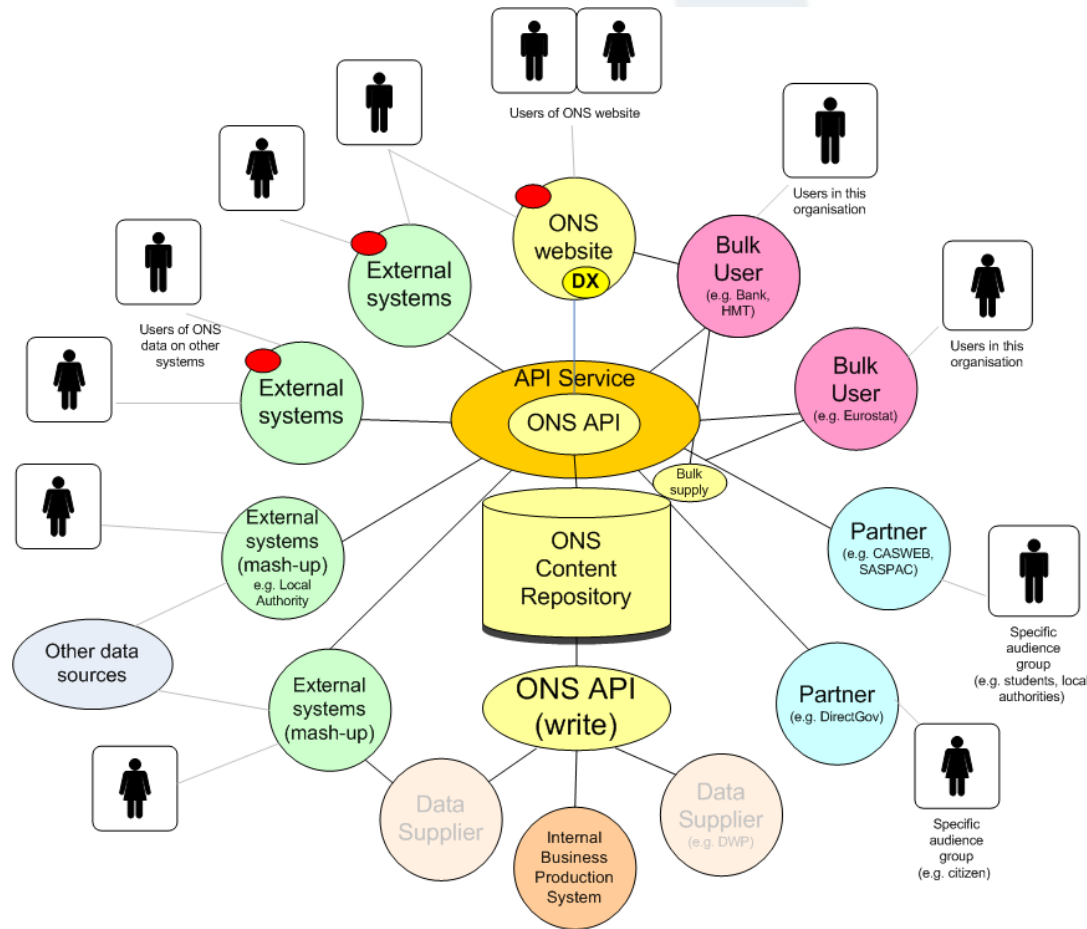 Users of ONS website
Users in this
organisation
ONS
website
DX
Bulk
User
(e.g. Bank,
HMT)
External
systems
Users of ONS
data on other
systems
Users in this
organisation
External
systems
API Service
ONS API
Bulk
User
(e.g. Eurostat)
Bulk
supply
External
systems
(mash-up)
e.g. Local
Authority
ONS
Content
Repository
Partner
(e.g. CASWEB,
SASPAC)
Specific
audience
group
(e.g. students, local
authorities)
Other data
sources
External
systems
(mash-up)
ONS API
(write)
Partner
(e.g. DirectGov)
Data
Supplier
Internal
Business
Production
System
Data
Supplier
(e.g. DWP)
Specific
audience
group
(e.g. citizen)